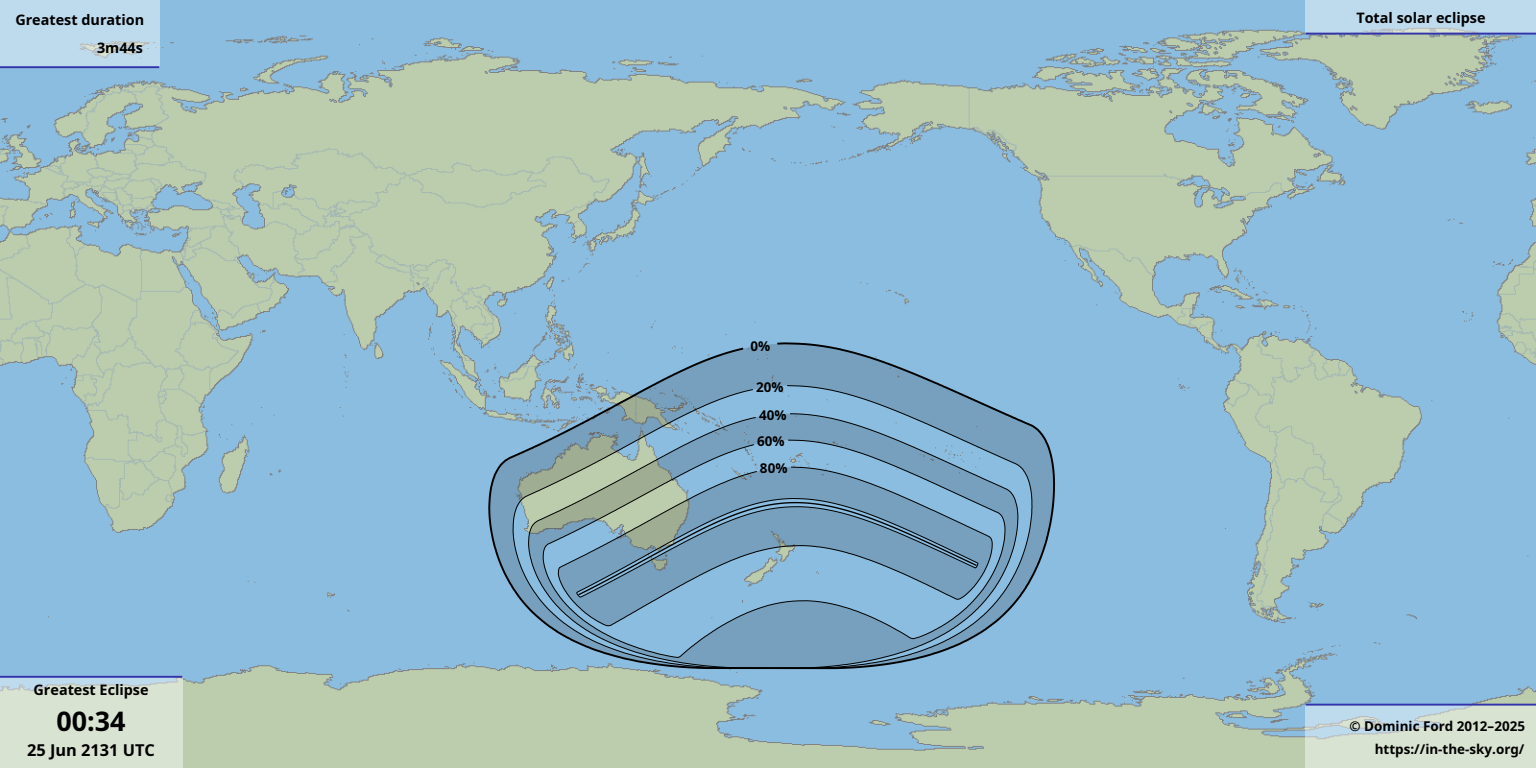 Greatest duration
3m44s
Total solar eclipse
0%
20%
40%
60%
80%
Greatest Eclipse
00:34
25 Jun 2131 UTC
© Dominic Ford 2012–2025
https://in-the-sky.org/